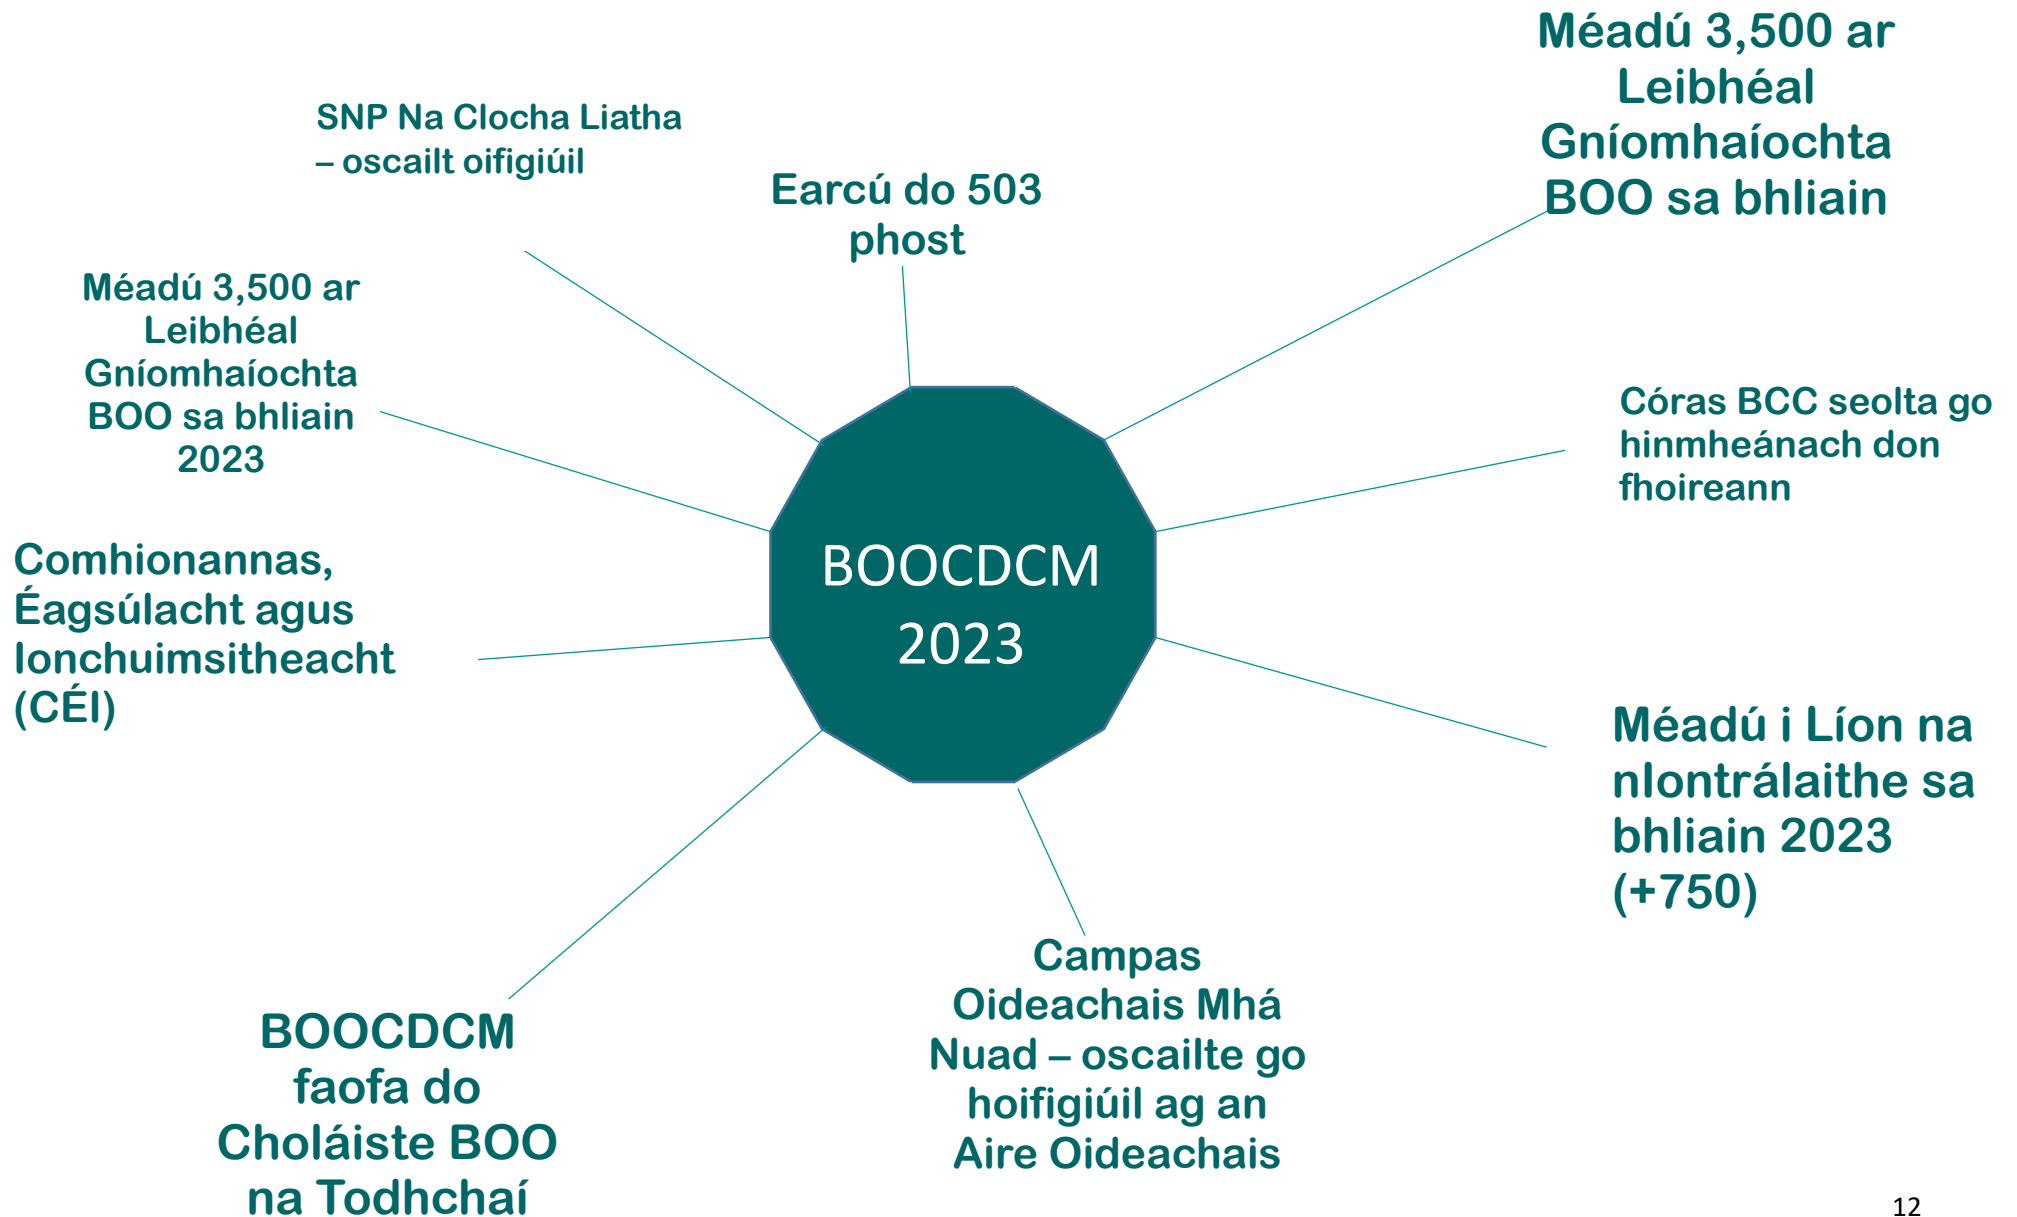 Méadú 3,500 ar
Leibhéal
Gníomhaíochta
BOO sa bhliain
SNP Na Clocha Liatha
– oscailt oifigiúil
Earcú do 503
phost
Méadú 3,500 ar
Leibhéal
Gníomhaíochta
BOO sa bhliain
2023
Córas BCC seolta go
hinmheánach don
fhoireann
Comhionannas,
Éagsúlacht agus
Ionchuimsitheacht
(CÉI)
BOOCDCM
2023
Méadú i Líon na
nIontrálaithe sa
bhliain 2023
(+750)
Campas
Oideachais Mhá
Nuad – oscailte go
hoifigiúil ag an
Aire Oideachais
BOOCDCM
faofa do
Choláiste BOO
na Todhchaí
12